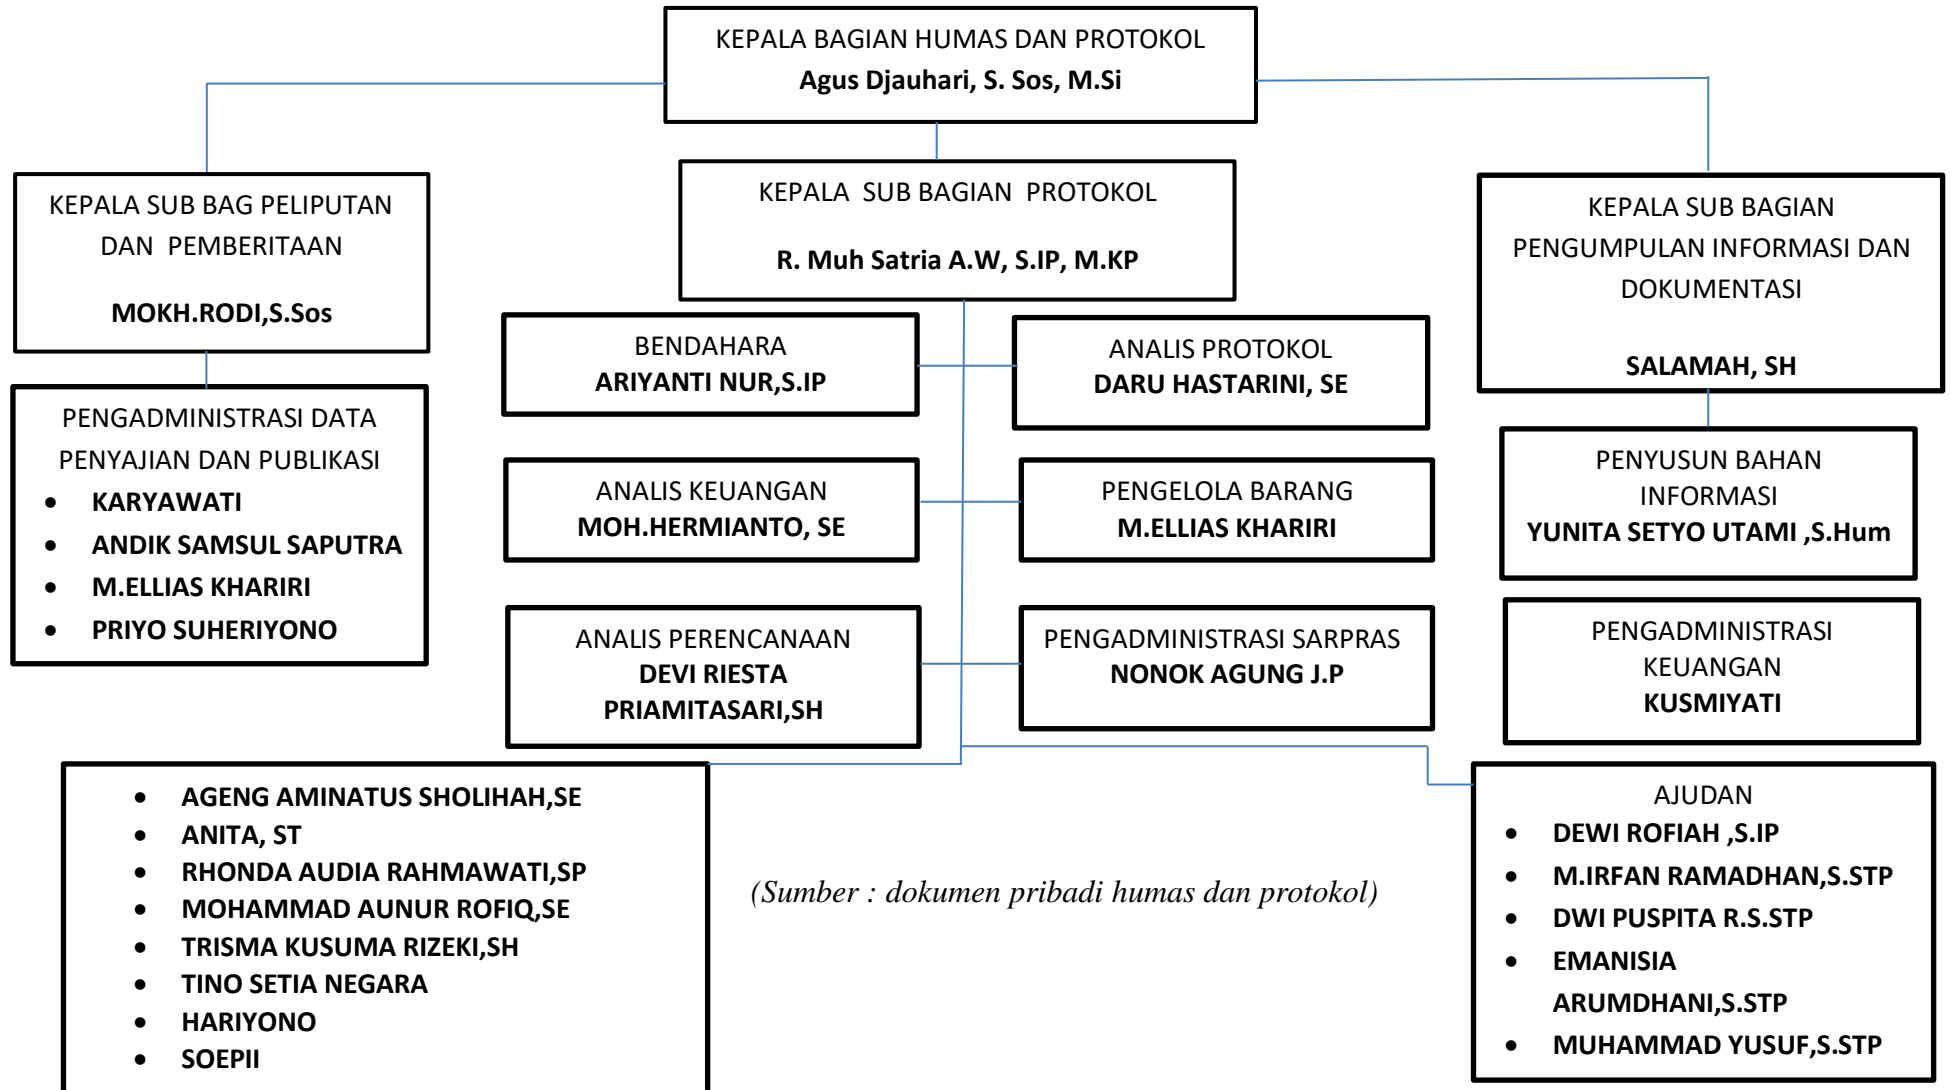 KEPALA BAGIAN HUMAS DAN PROTOKOL
Agus Djauhari, S. Sos, M.Si
KEPALA SUB BAG PELIPUTAN
DAN PEMBERITAAN
MOKH.RODI,S.Sos
KEPALA SUB BAGIAN PROTOKOL
R. Muh Satria A.W, S.IP, M.KP
KEPALA SUB BAGIAN
PENGUMPULAN INFORMASI DAN
DOKUMENTASI
SALAMAH, SH
PENGADMINISTRASI DATA
PENYAJIAN DAN PUBLIKASI
• KARYAWATI
• ANDIK SAMSUL SAPUTRA
• M.ELLIAS KHARIRI
• PRIYO SUHERIYONO
BENDAHARA
ARIYANTI NUR,S.IP
ANALIS PROTOKOL
DARU HASTARINI, SE
ANALIS KEUANGAN
MOH.HERMIANTO, SE
PENGELOLA BARANG
M.ELLIAS KHARIRI
ANALIS PERENCANAAN
DEVI RIESTA
PRIAMITASARI,SH
PENGADMINISTRASI SARPRAS
NONOK AGUNG J.P
PENYUSUN BAHAN
INFORMASI
YUNITA SETYO UTAMI ,S.Hum
PENGADMINISTRASI
KEUANGAN
KUSMIYATI
• AGENG AMINATUS SHOLIHAH,SE
• ANITA, ST
• RHONDA AUDIA RAHMAWATI,SP
• MOHAMMAD AUNUR ROFIQ,SE
• TRISMA KUSUMA RIZEKI,SH
• TINO SETIA NEGARA
• HARIYONO
• SOEPII
(Sumber : dokumen pribadi humas dan protokol)
AJUDAN
• DEWI ROFIAH ,S.IP
• M.IRFAN RAMADHAN,S.STP
• DWI PUSPITA R.S.STP
• EMANISIA
ARUMDHANI,S.STP
• MUHAMMAD YUSUF,S.STP